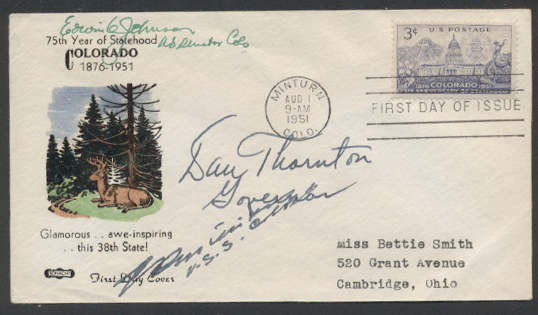 Edwin C Johnson
US Senator Colo
75th Year of Statehood
COLORADO
1876-1951
3¢ U.S. POSTAGE
1876 COLORADO 1951
MINTURN
AUG 1
9-AM
1951
COLO.
FIRST DAY OF ISSUE
Dan Thornton
Governor
U.S.S.
Glamorous .. awe-inspiring
.. this 38th State!
First Day Cover
Miss Bettie Smith
520 Grant Avenue
Cambridge, Ohio